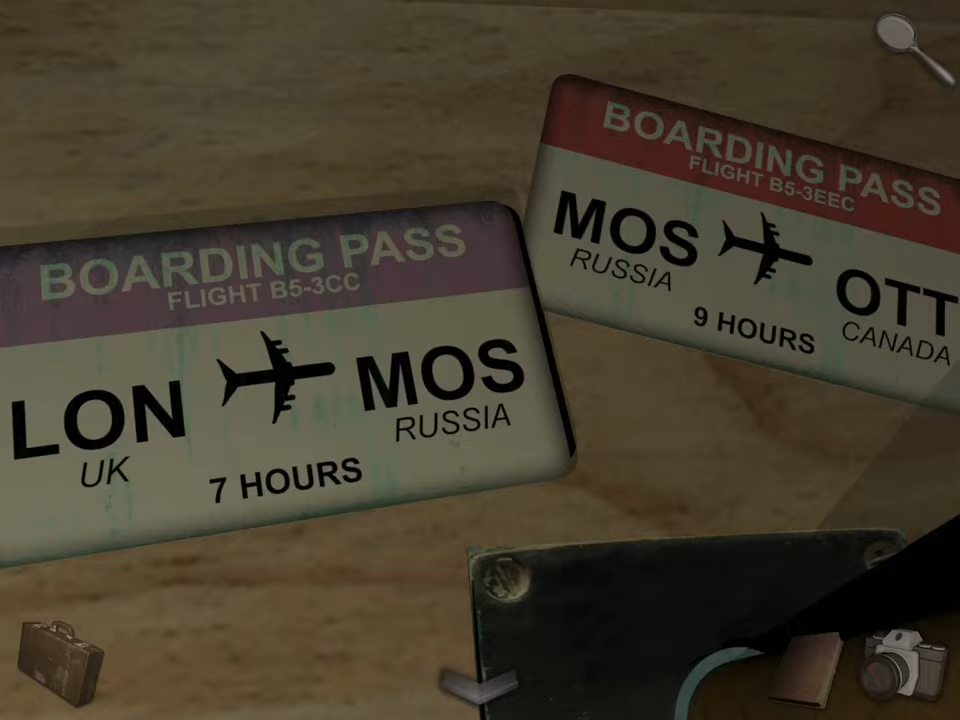 BOARDING PASS
FLIGHT B5-3CC
LON
MOS
UK
RUSSIA
7 HOURS
BOARDING PASS
FLIGHT B5-3EEC
MOS
OTT
RUSSIA
CANADA
9 HOURS